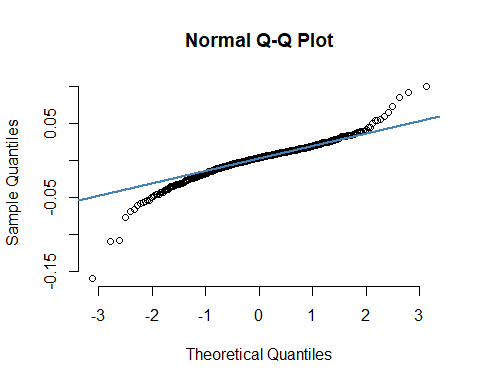 Normal Q-Q Plot
Sample Quantiles
0.05
-0.05
-0.15
-3 -2 -1 0 1 2 3
Theoretical Quantiles